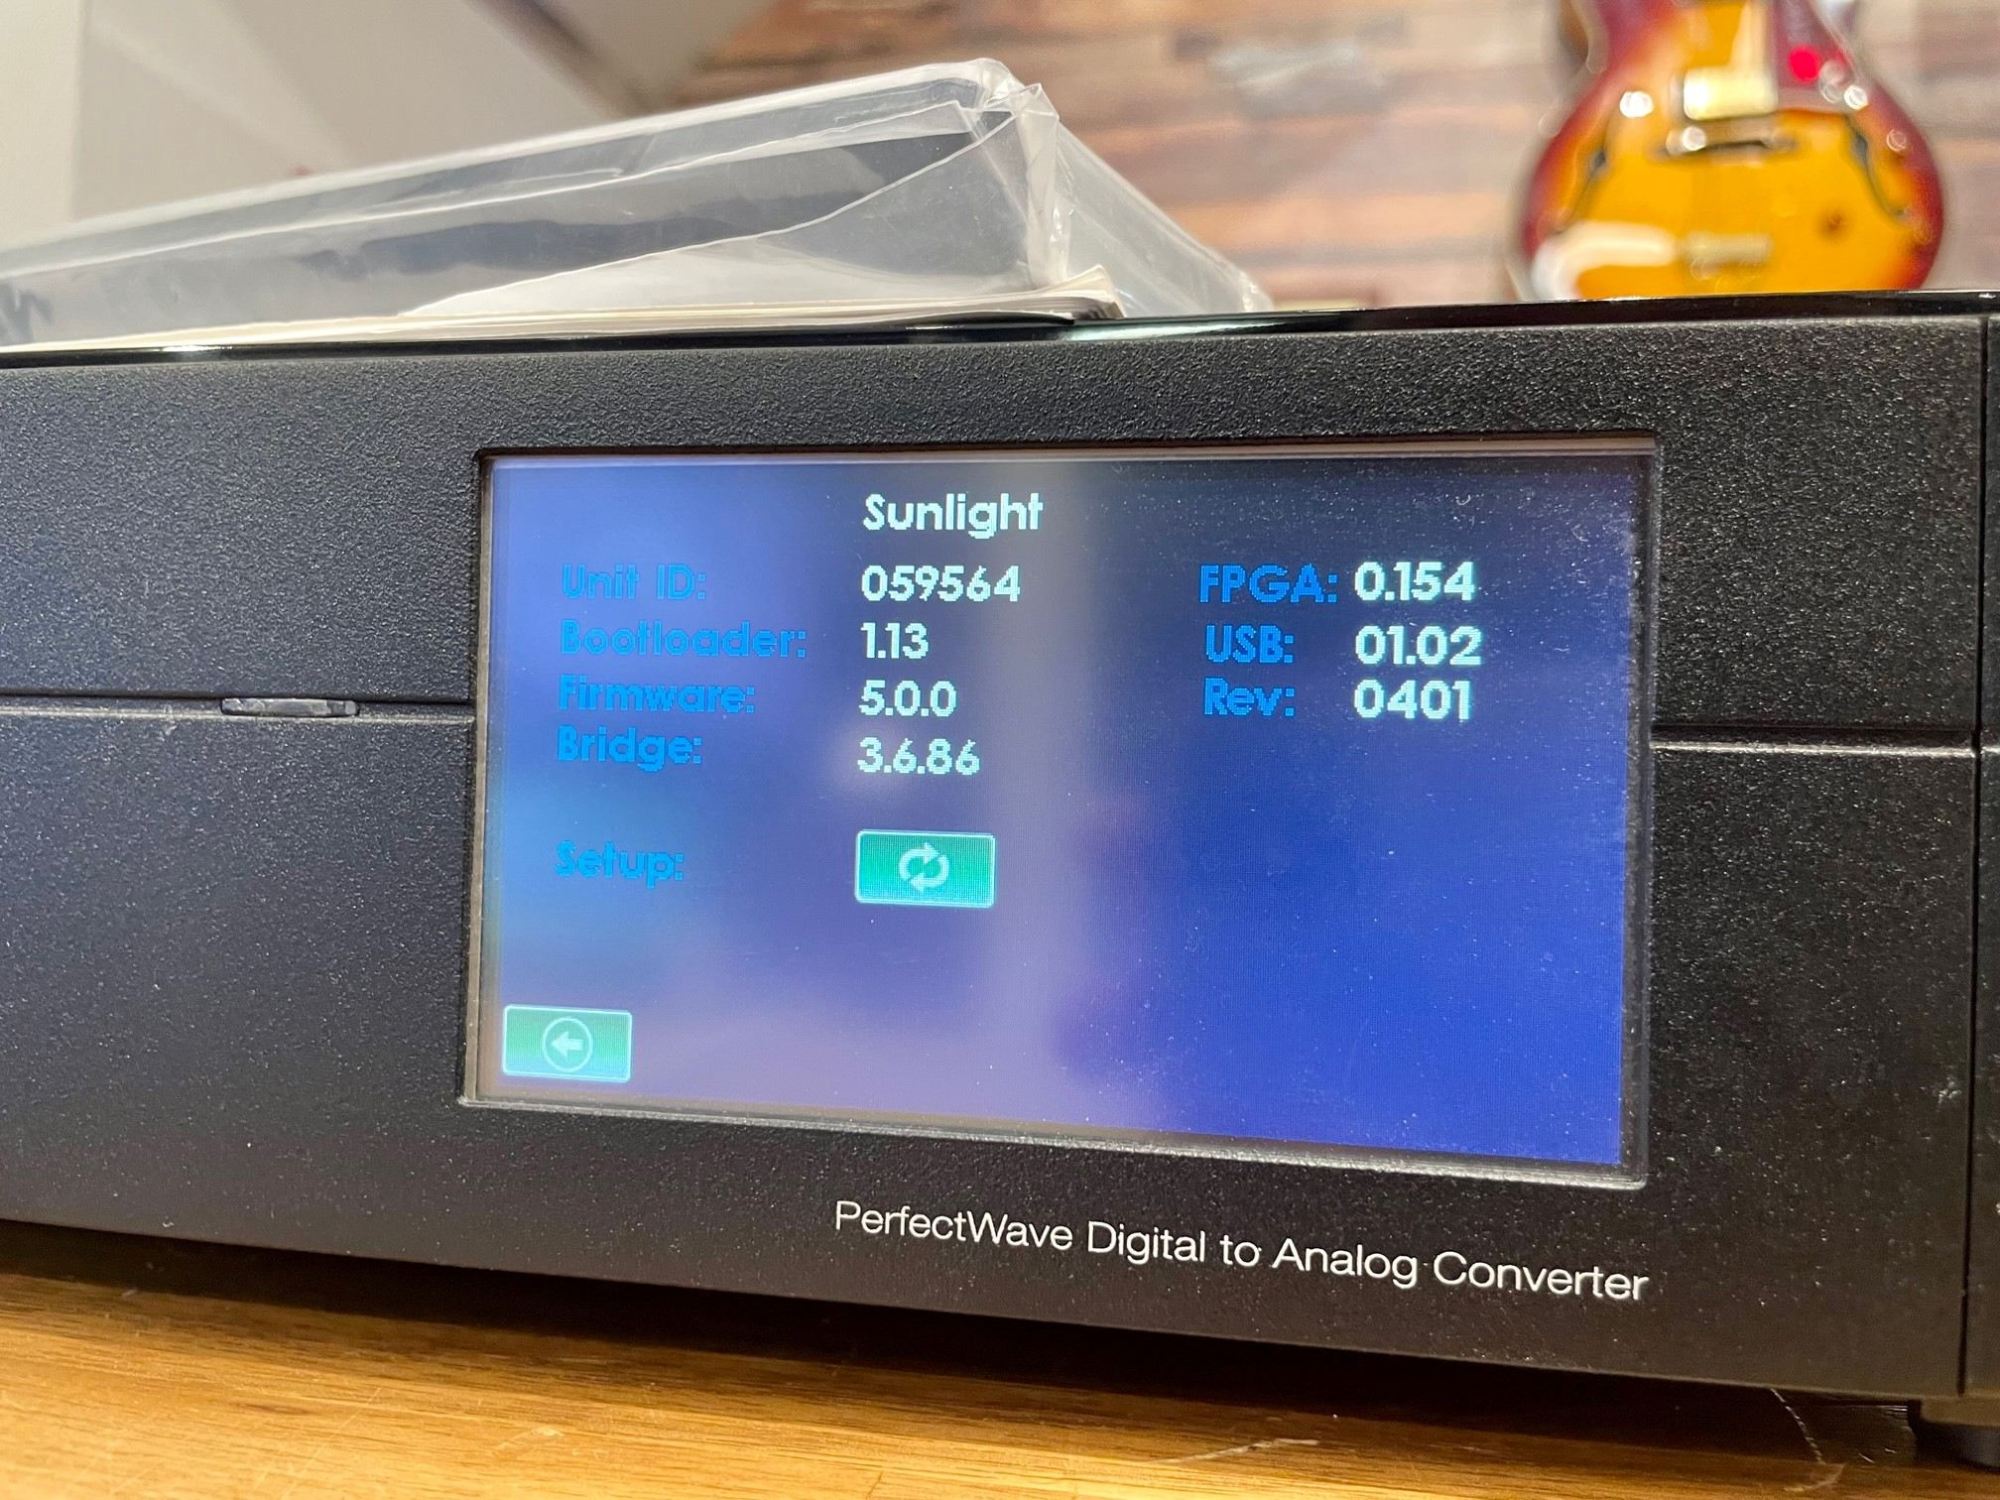 Sunlight
Unit ID: 059564 FPGA: 0.154
Bootloader: 1.13 USB: 01.02
Firmware: 5.0.0 Rev: 0401
Bridge: 3.6.86
Setup:
PerfectWave Digital to Analog Converter